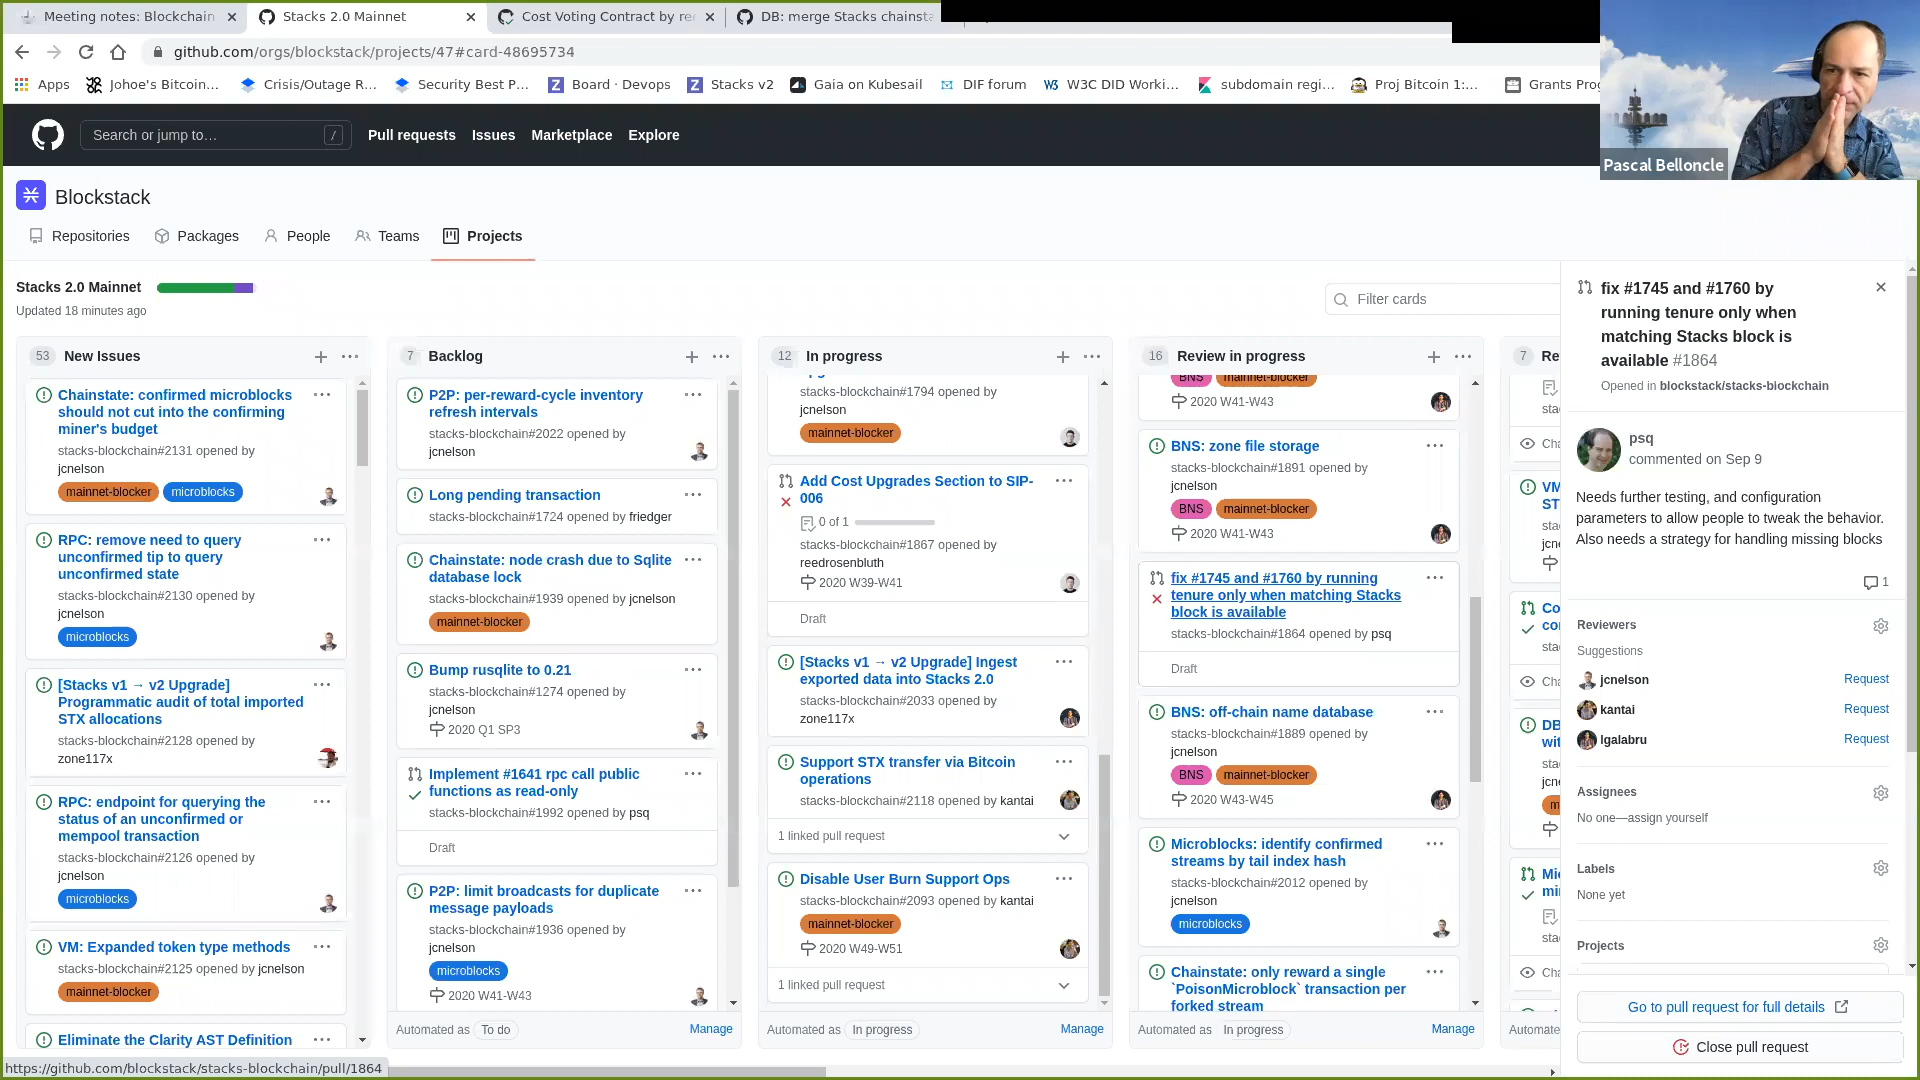 Meeting notes: Blockchain
Stacks 2.0 Mainnet
Cost Voting Contract by
DB: merge Stacks
github.com/orgs/blockstack/projects/47#card-48695734
Apps
Johoe's Bitcoin...
Crisis/Outage R...
Security Best P...
Board · Devops
Stacks v2
Gaia on Kubesail
DIF forum
W3C DID Worki...
subdomain regi...
Proj Bitcoin 1:...
Grants
Pascal Belloncle
Search or jump to...
/
Pull requests
Issues
Marketplace
Explore
Blockstack
Repositories
Packages
People
Teams
Projects
Stacks 2.0 Mainnet
Updated 18 minutes ago
Filter cards
53 New Issues
Chainstate: confirmed microblocks
should not cut into the confirming
miner's budget
stacks-blockchain#2131 opened by
jcnelson
mainnet-blocker microblocks
RPC: remove need to query
unconfirmed tip to query
unconfirmed state
stacks-blockchain#2130 opened by
jcnelson
microblocks
[Stacks v1 → v2 Upgrade]
Programmatic audit of total imported
STX allocations
stacks-blockchain#2128 opened by
zone117x
RPC: endpoint for querying the
status of an unconfirmed or
mempool transaction
stacks-blockchain#2126 opened by
jcnelson
microblocks
VM: Expanded token type methods
stacks-blockchain#2125 opened by jcnelson
mainnet-blocker
Eliminate the Clarity AST Definition
7 Backlog
P2P: per-reward-cycle inventory
refresh intervals
stacks-blockchain#2022 opened by
jcnelson
Long pending transaction
stacks-blockchain#1724 opened by friedger
Chainstate: node crash due to Sqlite
database lock
stacks-blockchain#1939 opened by jcnelson
mainnet-blocker
Bump rusqlite to 0.21
stacks-blockchain#1274 opened by
jcnelson
2020 Q1 SP3
Implement #1641 rpc call public
functions as read-only
stacks-blockchain#1992 opened by psq
Draft
P2P: limit broadcasts for duplicate
message payloads
stacks-blockchain#1936 opened by
jcnelson
microblocks
2020 W41-W43
Automated as To do
Manage
12 In progress
stacks-blockchain#1794 opened by
jcnelson
mainnet-blocker
Add Cost Upgrades Section to SIP-
006
0 of 1
stacks-blockchain#1867 opened by
reedrosenbluth
2020 W39-W41
Draft
[Stacks v1 → v2 Upgrade] Ingest
exported data into Stacks 2.0
stacks-blockchain#2033 opened by
zone117x
Support STX transfer via Bitcoin
operations
stacks-blockchain#2118 opened by kantai
1 linked pull request
Disable User Burn Support Ops
stacks-blockchain#2093 opened by kantai
mainnet-blocker
2020 W49-W51
1 linked pull request
Automated as In progress
Manage
16 Review in progress
BNS mainnet-blocker
2020 W41-W43
BNS: zone file storage
stacks-blockchain#1891 opened by
jcnelson
BNS mainnet-blocker
2020 W41-W43
fix #1745 and #1760 by running
tenure only when matching Stacks
block is available
stacks-blockchain#1864 opened by psq
Draft
BNS: off-chain name database
stacks-blockchain#1889 opened by
jcnelson
BNS mainnet-blocker
2020 W43-W45
Microblocks: identify confirmed
streams by tail index hash
stacks-blockchain#2012 opened by
jcnelson
microblocks
Chainstate: only reward a single
`PoisonMicroblock` transaction per
forked stream
Automated as In progress
Manage
7 Re
fix #1745 and #1760 by
running tenure only when
matching Stacks block is
available #1864
Opened in blockstack/stacks-blockchain
psq
commented on Sep 9
Needs further testing, and configuration
parameters to allow people to tweak the behavior.
Also needs a strategy for handling missing blocks
1
Reviewers
Suggestions
jcnelson Request
kantai Request
lgalabru Request
Assignees
No one—assign yourself
Labels
None yet
Projects
Go to pull request for full details
Close pull request
https://github.com/blockstack/stacks-blockchain/pull/1864